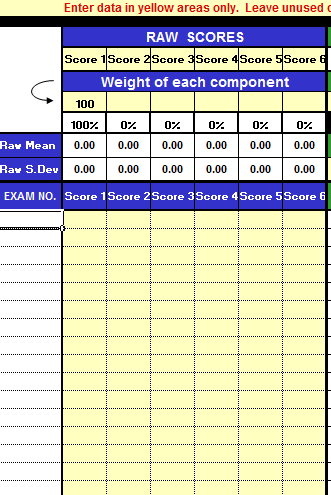 Enter data in yellow areas only. Leave unused
RAW SCORES
Score 1 Score 2 Score 3 Score 4 Score 5 Score 6
Weight of each component
100
100% 0% 0% 0% 0% 0%
Raw Mean 0.00 0.00 0.00 0.00 0.00 0.00
Raw S.Dev 0.00 0.00 0.00 0.00 0.00 0.00
EXAM NO. Score 1 Score 2 Score 3 Score 4 Score 5 Score 6